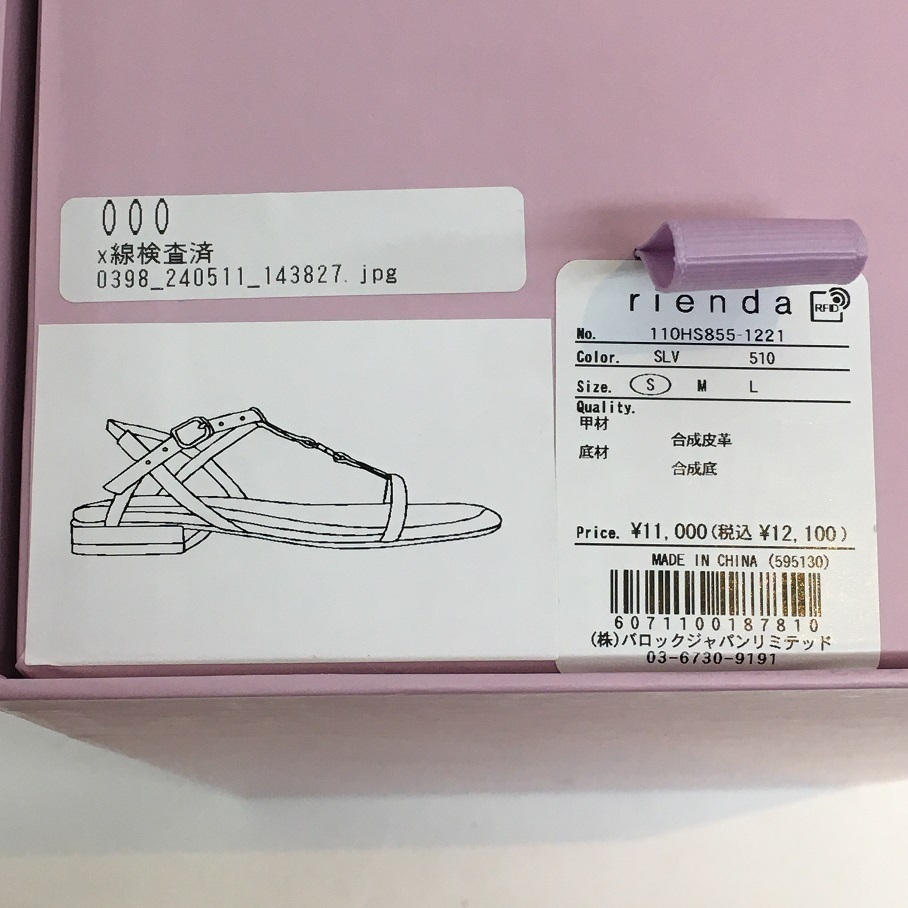 000
x線検査済
0398_240511_143827.jpg
rienda RFID
No. 110HS855-1221
Color. SLV 510
Size. S M L
Quality.
甲材
合成皮革
底材
合成底
Price. ¥11,000(税込 ¥12,100)
MADE IN CHINA (595130)
6071100187810
(株)バロックジャパンリミテッド
03-6730-9191